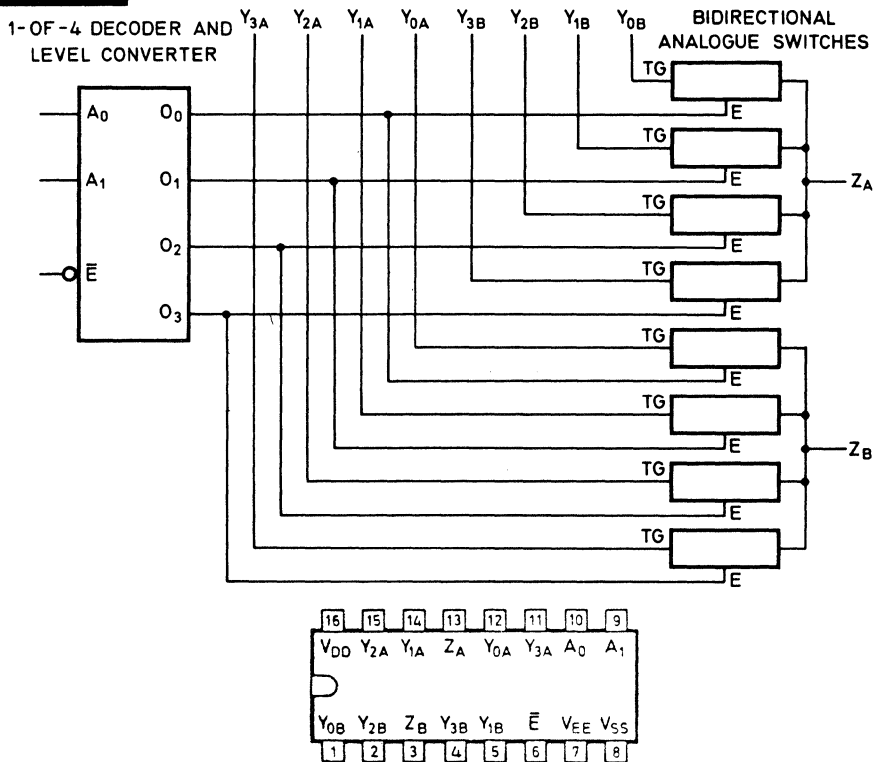 1-OF-4 DECODER AND
LEVEL CONVERTER
Y3A Y2A Y1A Y0A Y3B Y2B Y1B Y0B
BIDIRECTIONAL
ANALOGUE SWITCHES
TG
A0 O0 E
TG
A1 O1 E
ZA
TG
O2 E
Ē TG
O3 E
TG
E
TG
E
ZB
TG
E
TG
E
16 15 14 13 12 11 10 9
VDD Y2A Y1A ZA Y0A Y3A A0 A1
Y0B Y2B ZB Y3B Y1B Ē VEE VSS
1 2 3 4 5 6 7 8